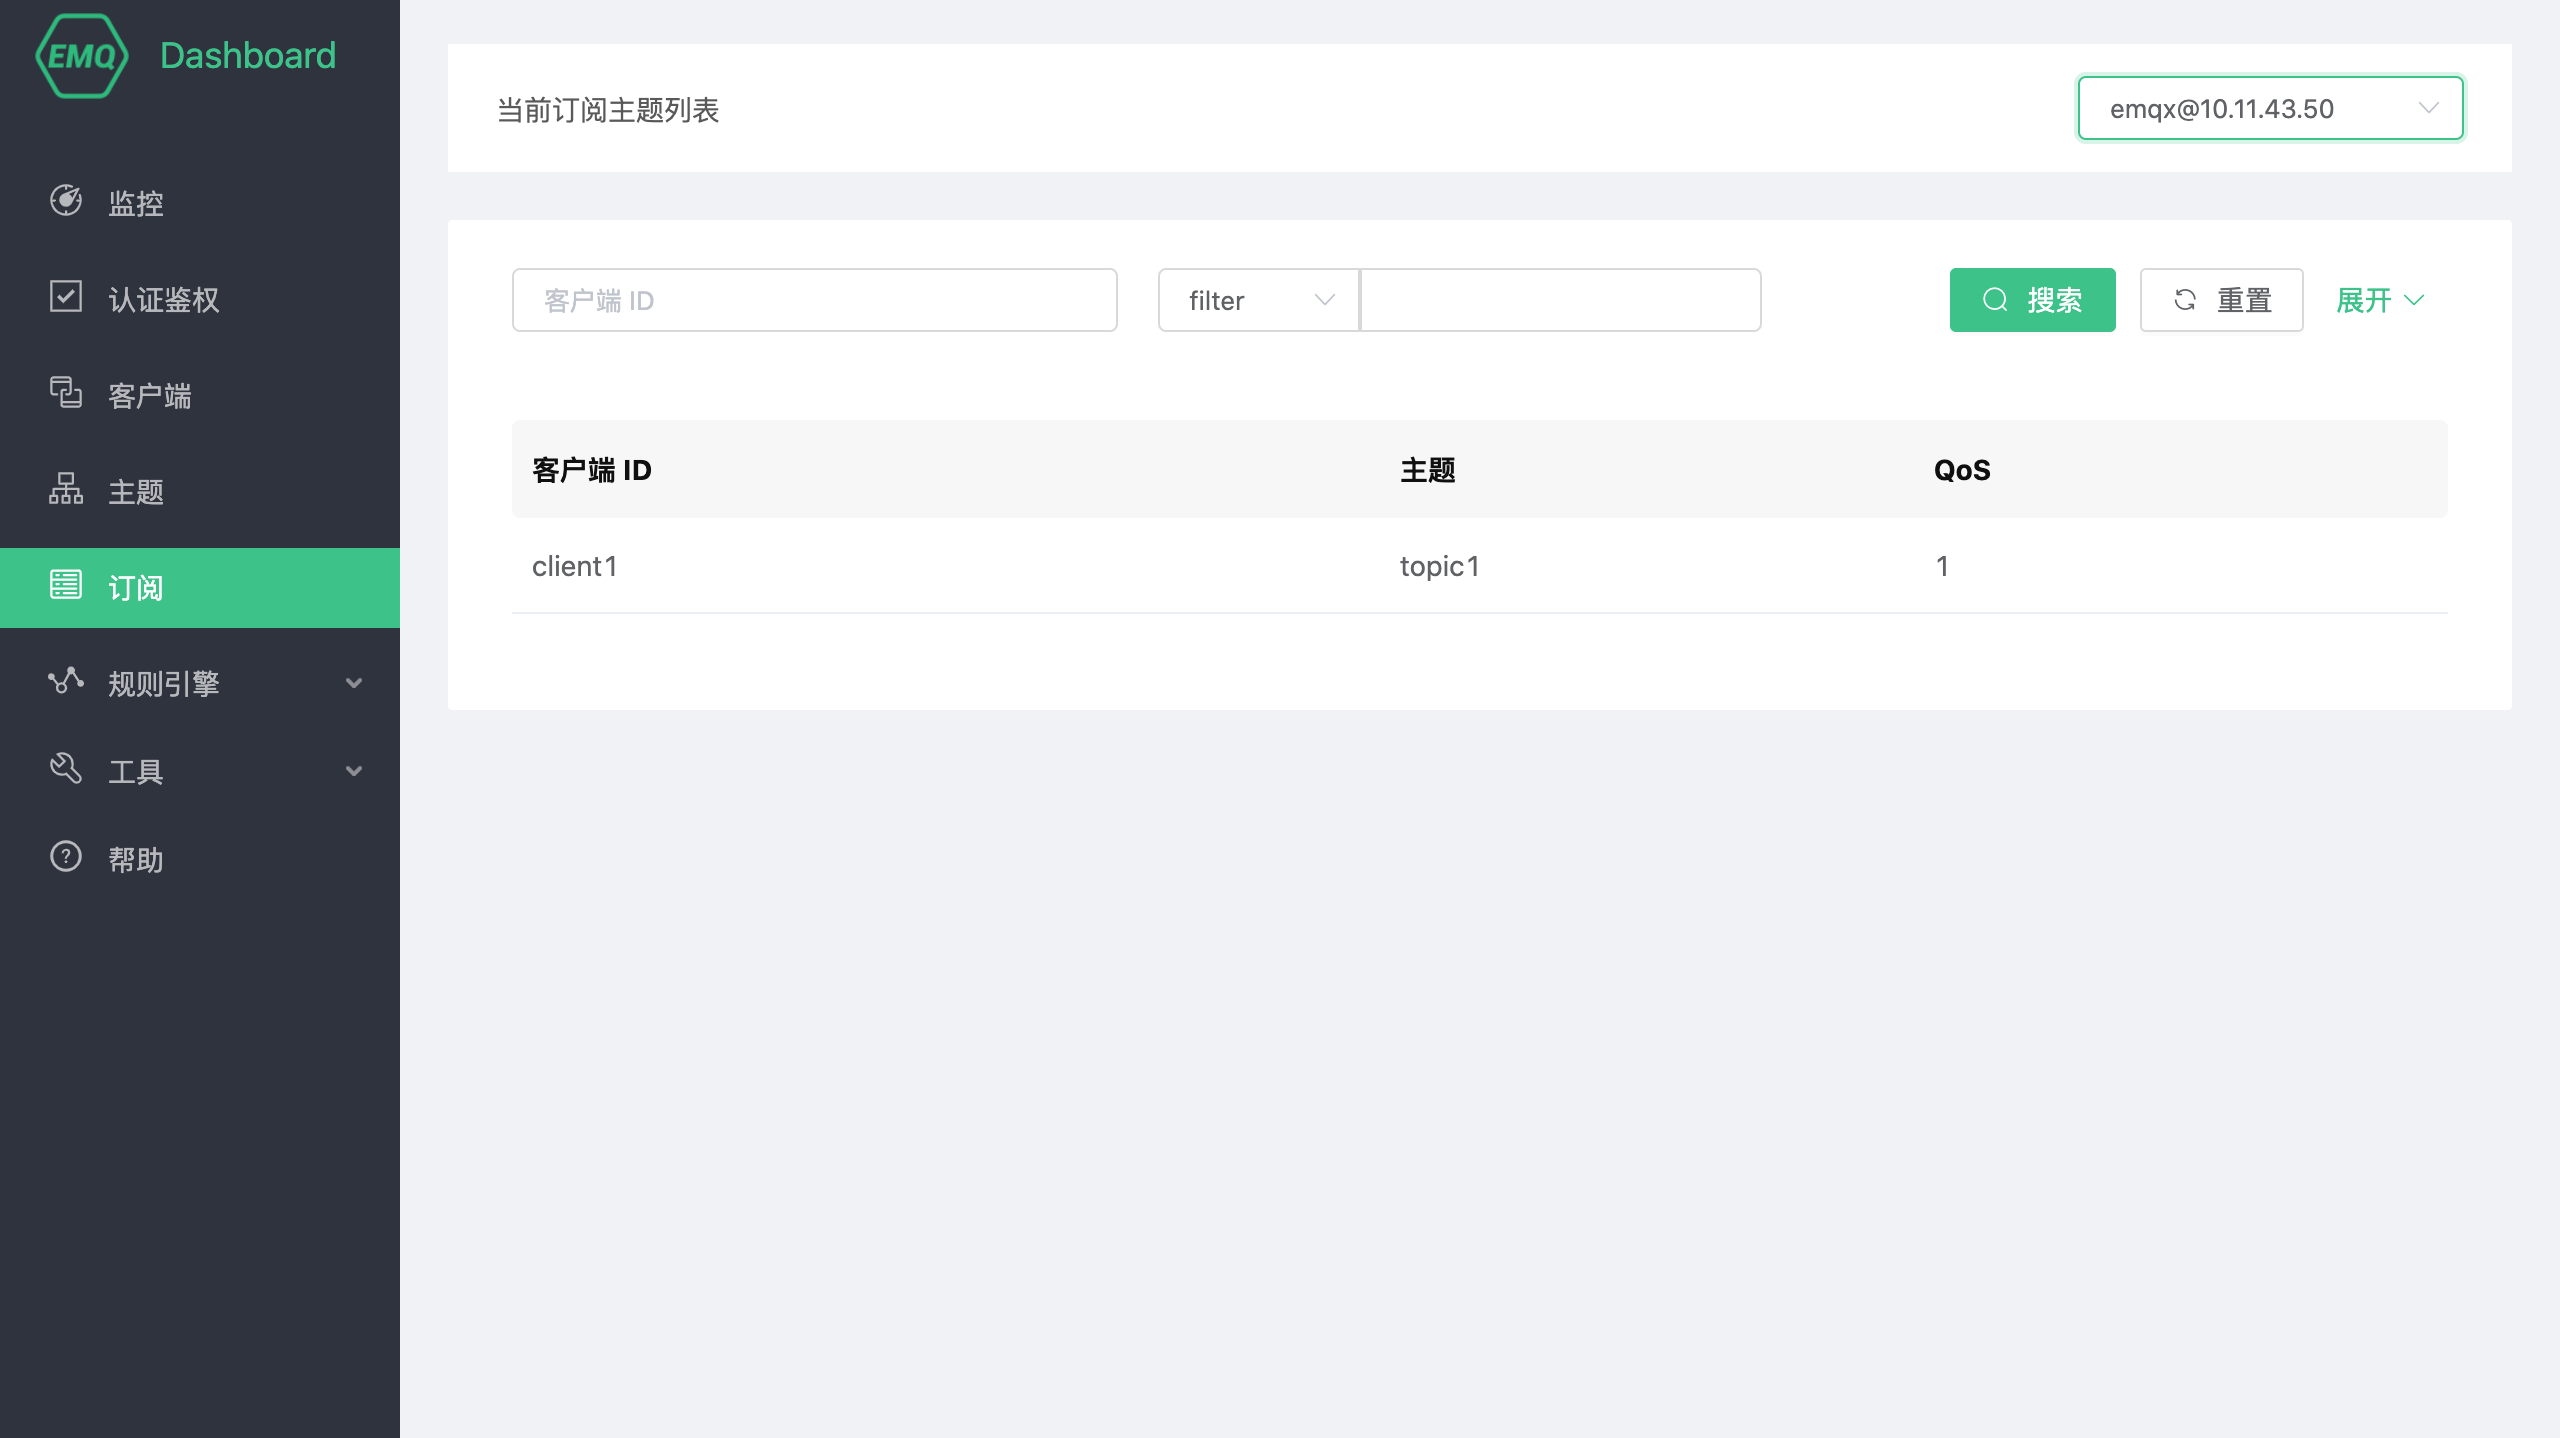 EMQ Dashboard
监控
认证鉴权
客户端
主题
订阅
规则引擎
工具
帮助
当前订阅主题列表
emqx@10.11.43.50
客户端 ID
filter
搜索
重置
展开
客户端 ID 主题 QoS
client1 topic1 1